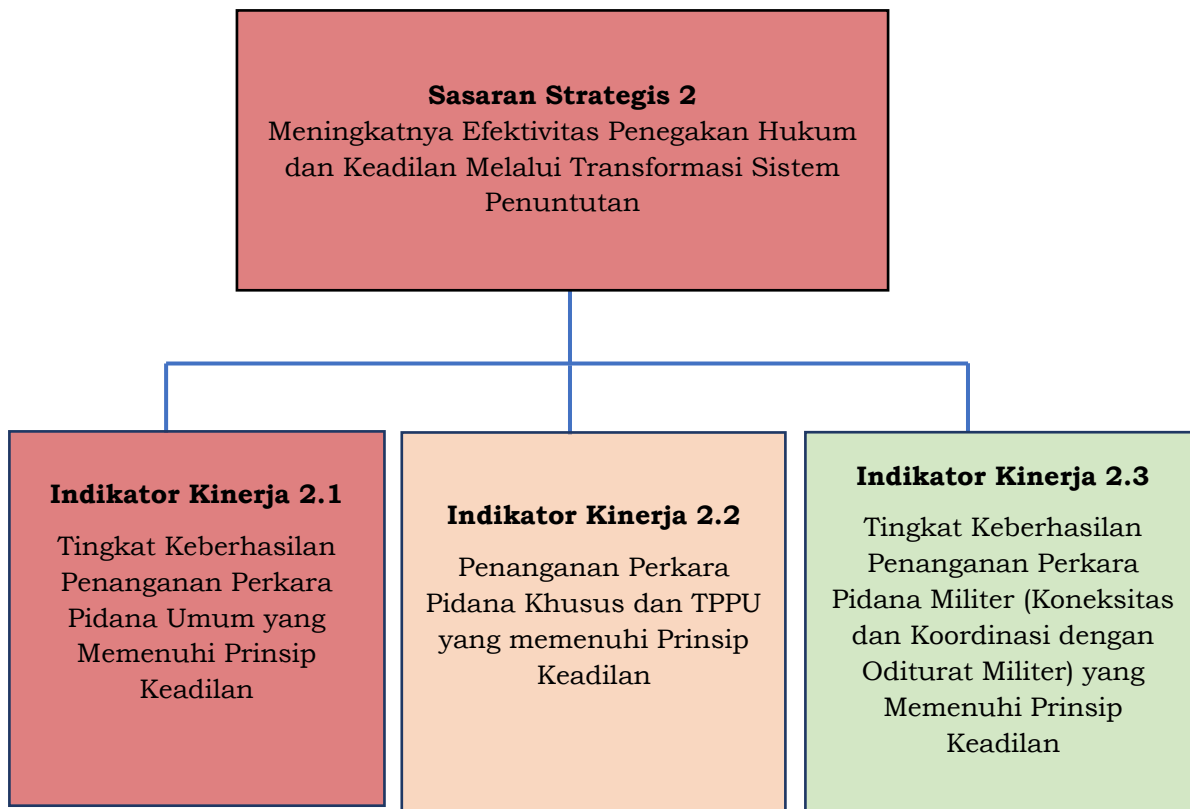 Sasaran Strategis 2
Meningkatnya Efektivitas Penegakan Hukum
dan Keadilan Melalui Transformasi Sistem
Penuntutan
Indikator Kinerja 2.1
Tingkat Keberhasilan
Penanganan Perkara
Pidana Umum yang
Memenuhi Prinsip
Keadilan
Indikator Kinerja 2.2
Penanganan Perkara
Pidana Khusus dan TPPU
yang memenuhi Prinsip
Keadilan
Indikator Kinerja 2.3
Tingkat Keberhasilan
Penanganan Perkara
Pidana Militer (Koneksitas
dan Koordinasi dengan
Oditurat Militer) yang
Memenuhi Prinsip
Keadilan